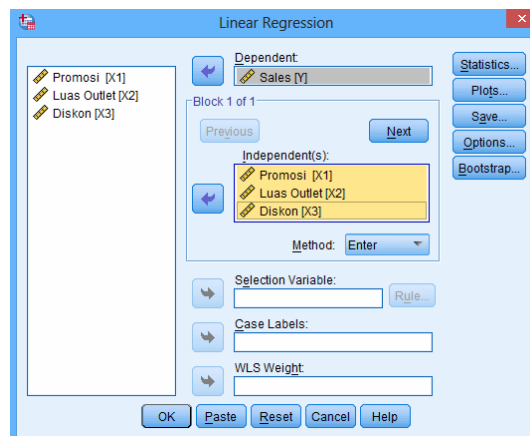 Linear Regression
Promosi [X1]
Luas Outlet [X2]
Diskon [X3]
Dependent:
Sales [Y]
Block 1 of 1
Previous
Next
Independent(s):
Promosi [X1]
Luas Outlet [X2]
Diskon [X3]
Method:
Enter
Selection Variable:
Rule...
Case Labels:
WLS Weight:
Statistics...
Plots...
Save...
Options...
Bootstrap...
OK
Paste
Reset
Cancel
Help